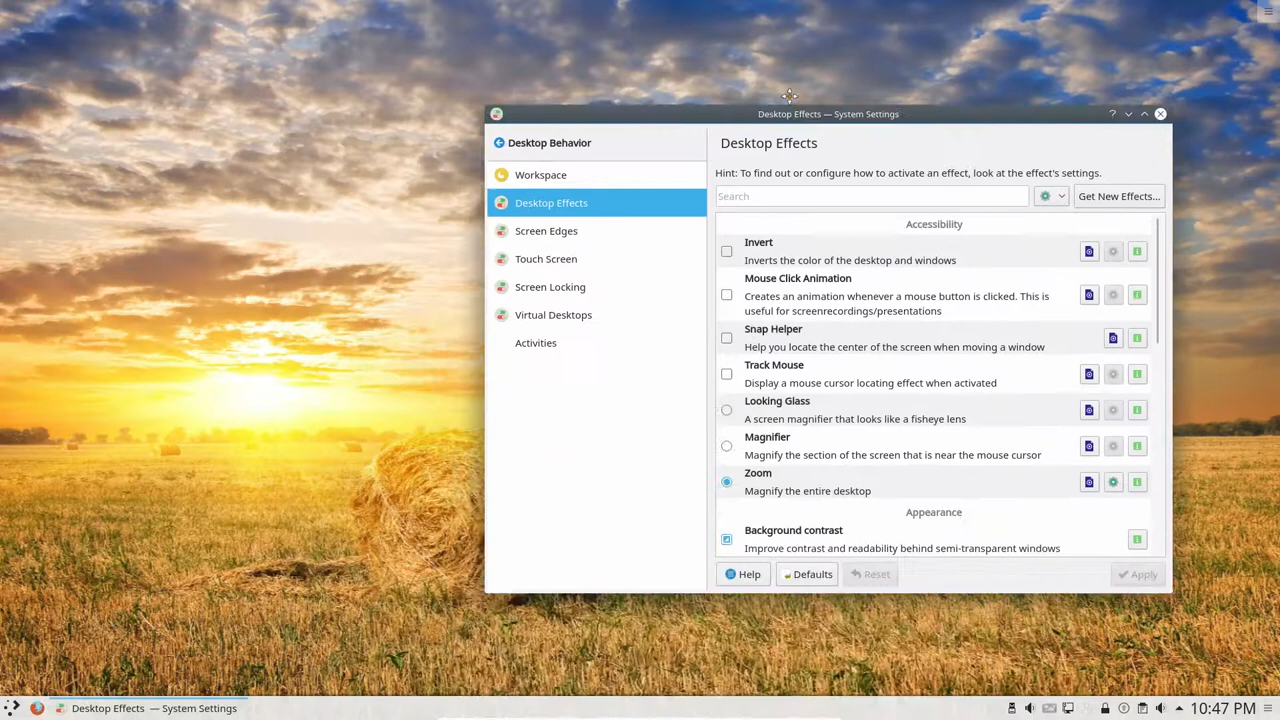 Desktop Effects — System Settings
Desktop Behavior
Workspace
Desktop Effects
Screen Edges
Touch Screen
Screen Locking
Virtual Desktops
Activities
Desktop Effects
Hint: To find out or configure how to activate an effect, look at the effect's settings.
Search
Get New Effects...
Accessibility
Invert
Inverts the color of the desktop and windows
Mouse Click Animation
Creates an animation whenever a mouse button is clicked. This is
useful for screenrecordings/presentations
Snap Helper
Help you locate the center of the screen when moving a window
Track Mouse
Display a mouse cursor locating effect when activated
Looking Glass
A screen magnifier that looks like a fisheye lens
Magnifier
Magnify the section of the screen that is near the mouse cursor
Zoom
Magnify the entire desktop
Appearance
Background contrast
Improve contrast and readability behind semi-transparent windows
Help
Defaults
Reset
Apply
Desktop Effects — System Settings
10:47 PM